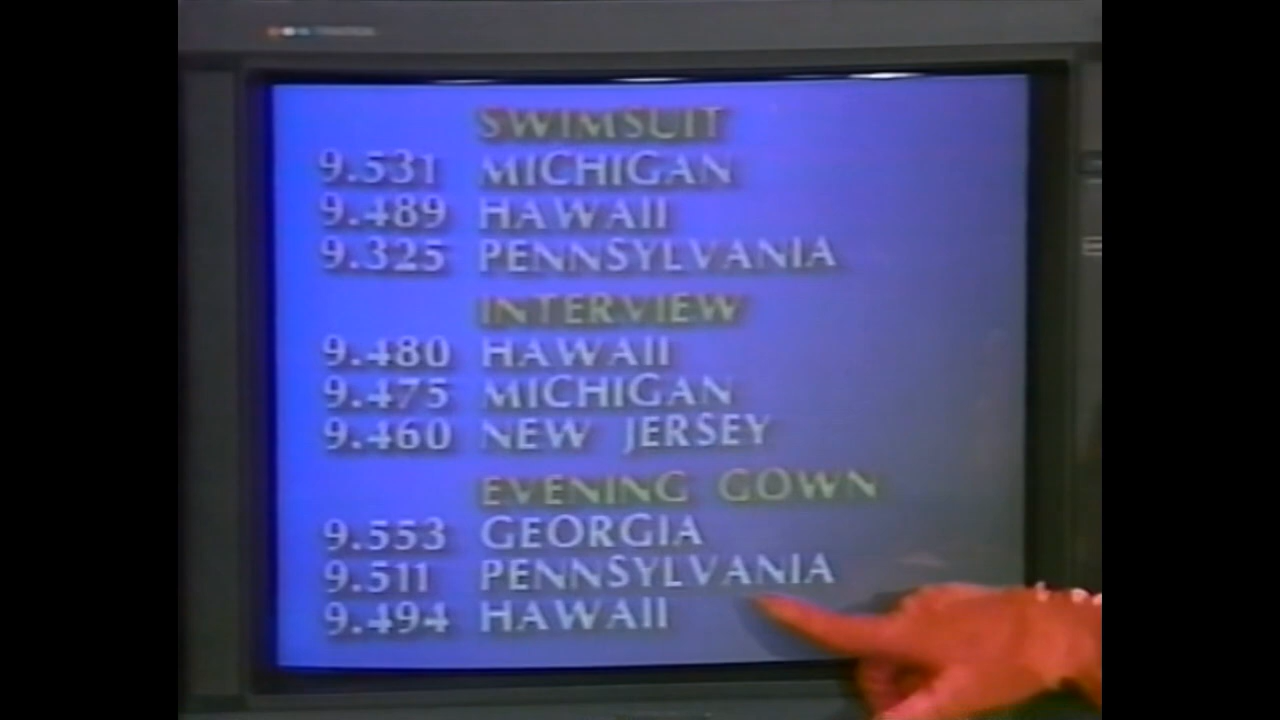 SWIMSUIT
9.531 MICHIGAN
9.489 HAWAII
9.325 PENNSYLVANIA
INTERVIEW
9.480 HAWAII
9.475 MICHIGAN
9.460 NEW JERSEY
EVENING GOWN
9.553 GEORGIA
9.511 PENNSYLVANIA
9.494 HAWAII